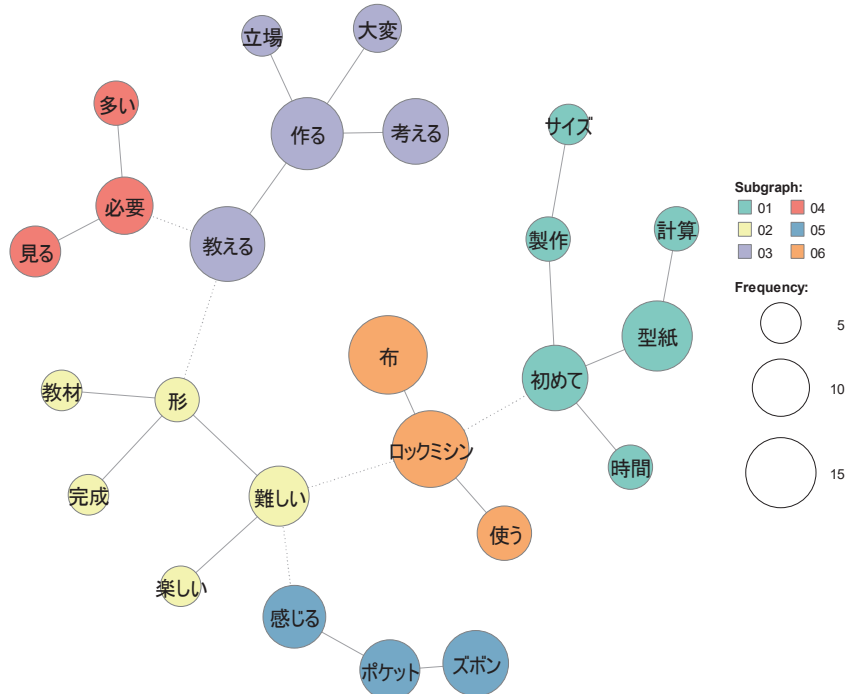 立場
大変
多い
作る
考える
サイズ
必要
見る
教える
製作
計算
型紙
布
初めて
教材
形
ロックミシン
時間
完成
難しい
使う
楽しい
感じる
ポケット
ズボン
Subgraph:
01 04
02 05
03 06
Frequency:
5
10
15